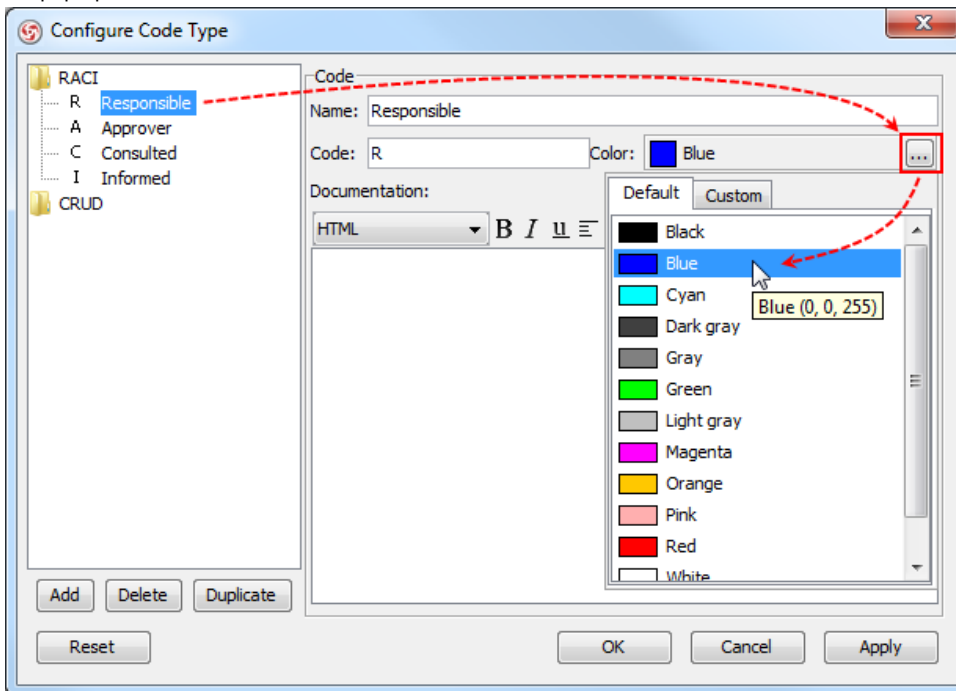 Configure Code Type
RACI
R Responsible
A Approver
C Consulted
I Informed
CRUD
Code
Name: Responsible
Code: R Color: Blue ...
Documentation:
HTML B I u
Default Custom
Black
Blue
Cyan
Blue (0, 0, 255)
Dark gray
Gray
Green
Light gray
Magenta
Orange
Pink
Red
White
Add Delete Duplicate
Reset OK Cancel Apply